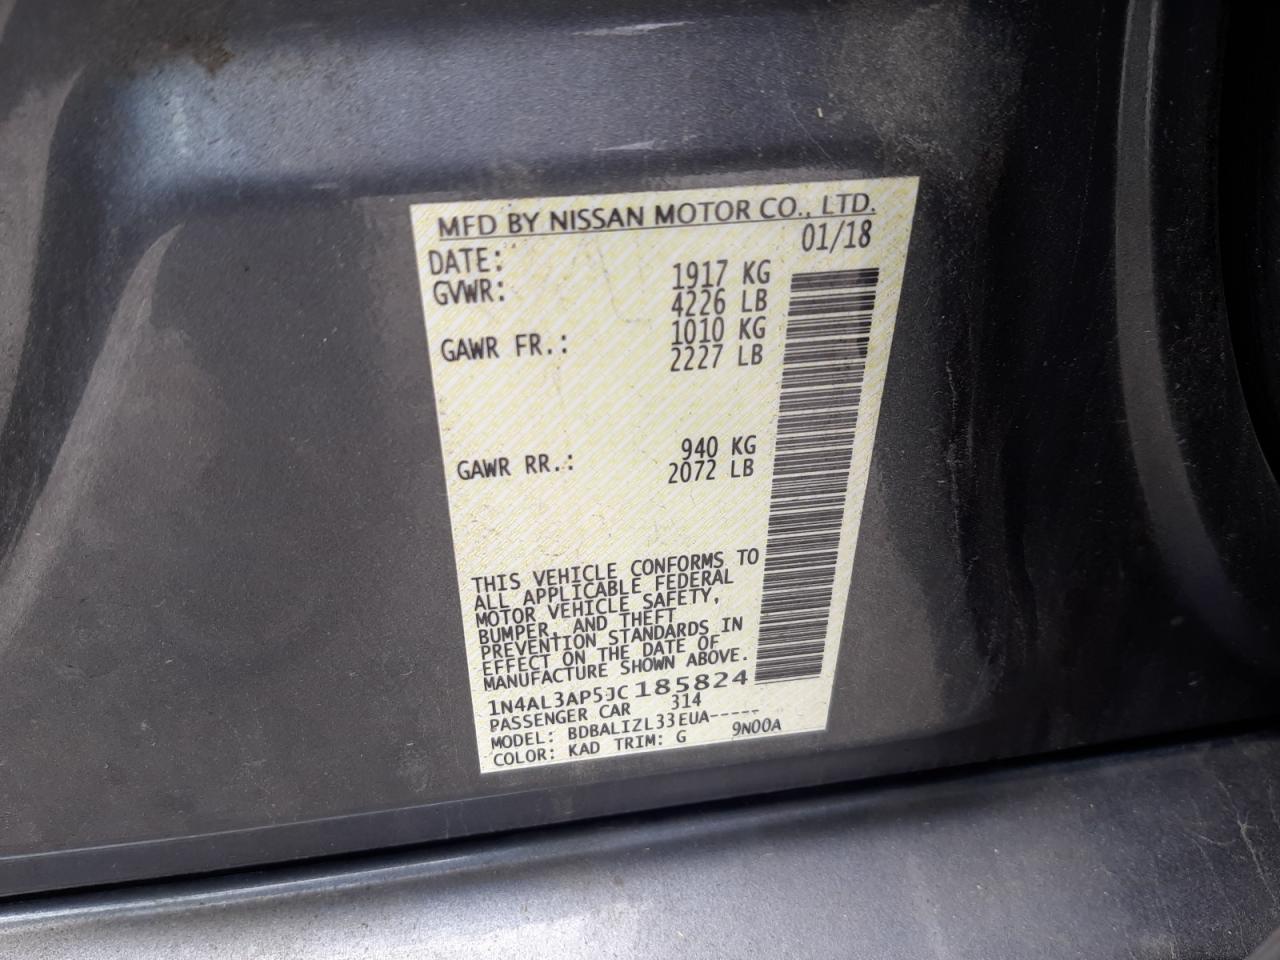 MFD BY NISSAN MOTOR CO., LTD.
DATE: 01/18
GVWR: 1917 KG
4226 LB
GAWR FR.: 1010 KG
2227 LB
GAWR RR.: 940 KG
2072 LB
THIS VEHICLE CONFORMS TO
ALL APPLICABLE FEDERAL
MOTOR VEHICLE SAFETY,
BUMPER, AND THEFT
PREVENTION STANDARDS IN
EFFECT ON THE DATE OF
MANUFACTURE SHOWN ABOVE.
1N4AL3AP5JC185824
PASSENGER CAR 314
MODEL: BDBALIZL33EUA-----
COLOR: KAD TRIM: G 9N00A